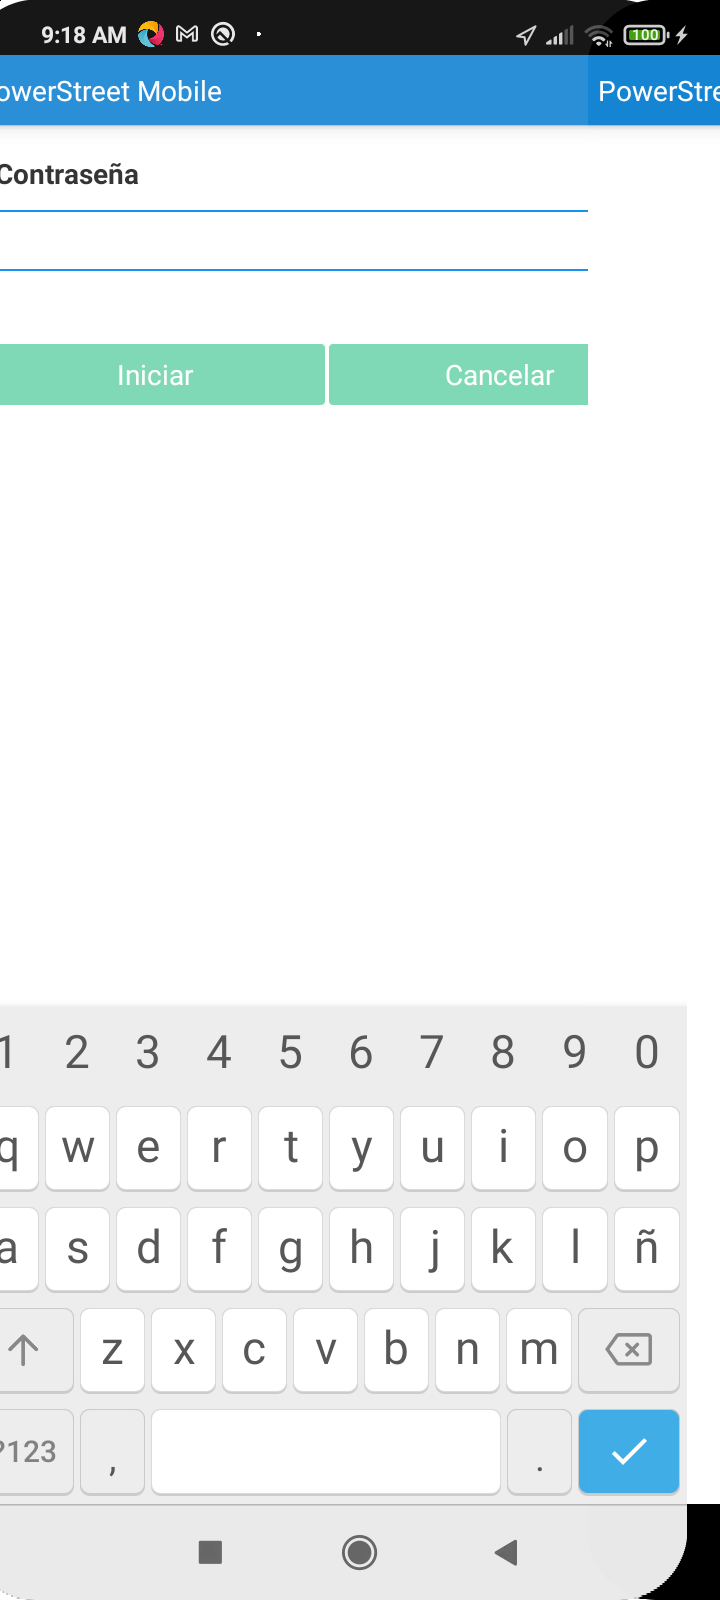 9:18 AM 100
owerStreet Mobile PowerStre
Contraseña
Iniciar Cancelar
1 2 3 4 5 6 7 8 9 0
q w e r t y u i o p
a s d f g h j k l ñ
z x c v b n m
?123 , .